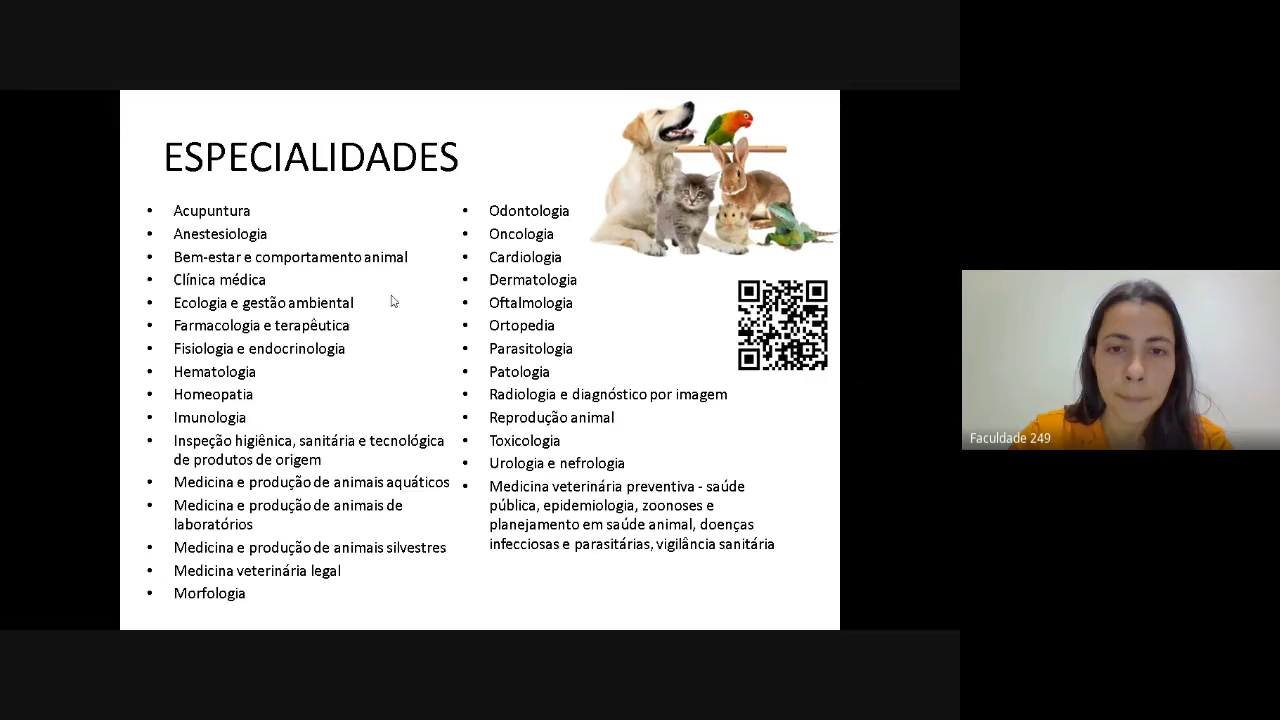 ESPECIALIDADES
• Acupuntura
• Anestesiologia
• Bem-estar e comportamento animal
• Clínica médica
• Ecologia e gestão ambiental
• Farmacologia e terapêutica
• Fisiologia e endocrinologia
• Hematologia
• Homeopatia
• Imunologia
• Inspeção higiênica, sanitária e tecnológica
de produtos de origem
• Medicina e produção de animais aquáticos
• Medicina e produção de animais de
laboratórios
• Medicina e produção de animais silvestres
• Medicina veterinária legal
• Morfologia
• Odontologia
• Oncologia
• Cardiologia
• Dermatologia
• Oftalmologia
• Ortopedia
• Parasitologia
• Patologia
• Radiologia e diagnóstico por imagem
• Reprodução animal
• Toxicologia
• Urologia e nefrologia
• Medicina veterinária preventiva - saúde
pública, epidemiologia, zoonoses e
planejamento em saúde animal, doenças
infecciosas e parasitárias, vigilância sanitária
Faculdade 249